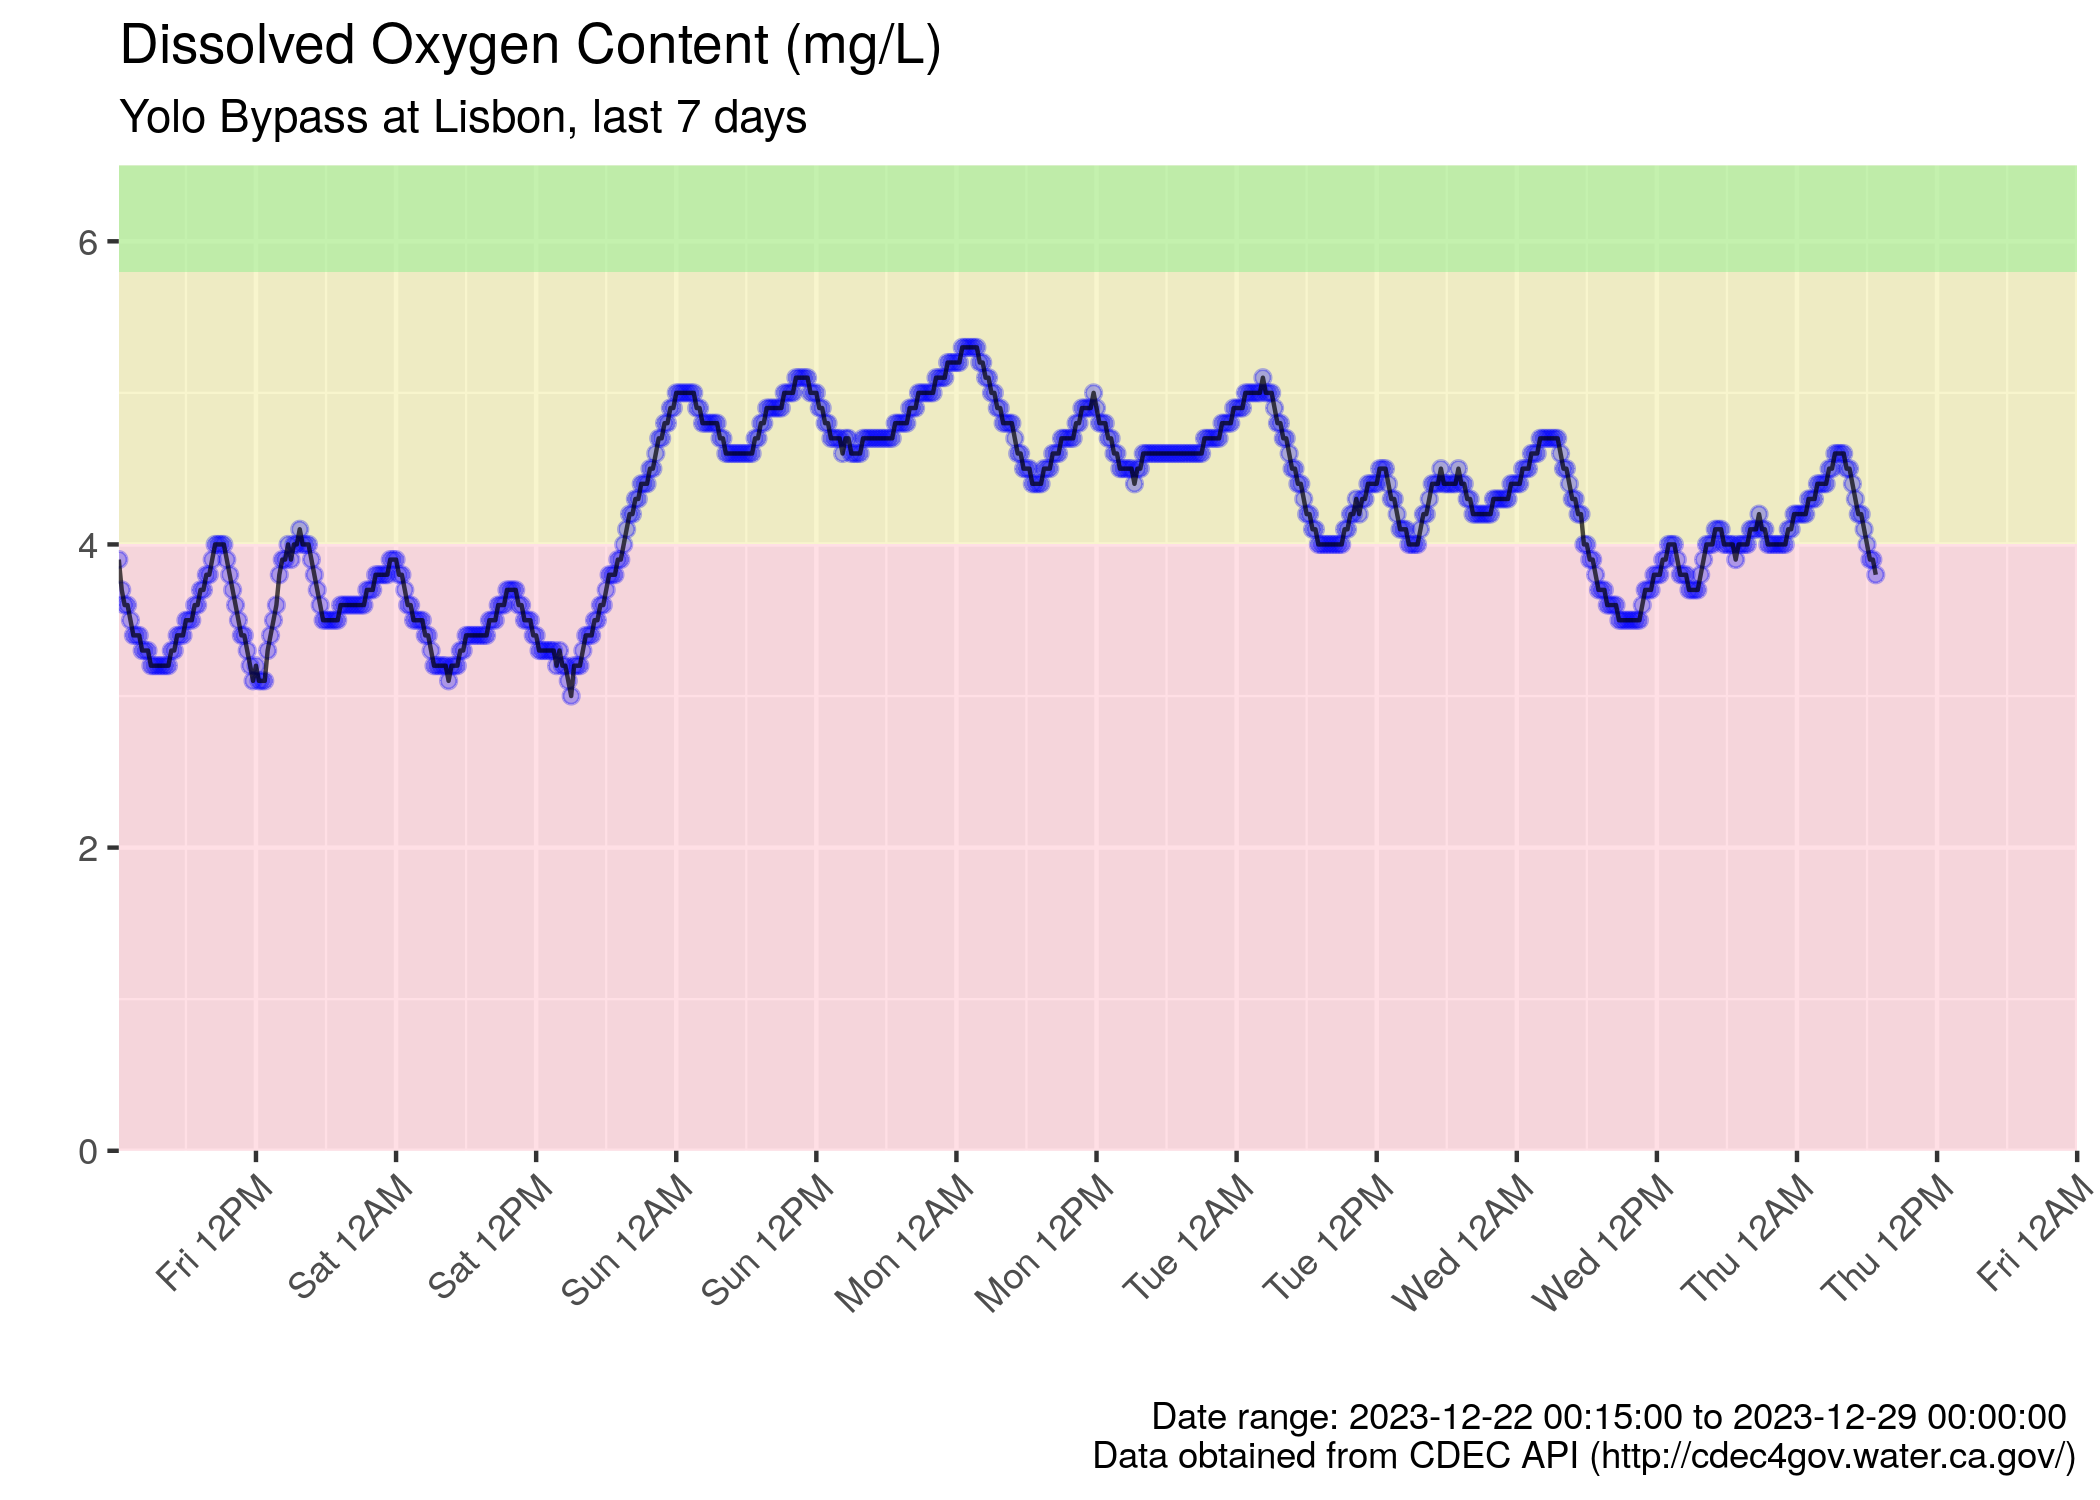 Dissolved Oxygen Content (mg/L)
Yolo Bypass at Lisbon, last 7 days
6
4
2
0
Fri 12PM
Sat 12AM
Sat 12PM
Sun 12AM
Sun 12PM
Mon 12AM
Mon 12PM
Tue 12AM
Tue 12PM
Wed 12AM
Wed 12PM
Thu 12AM
Thu 12PM
Fri 12AM
Date range: 2023-12-22 00:15:00 to 2023-12-29 00:00:00
Data obtained from CDEC API (http://cdec4gov.water.ca.gov/)